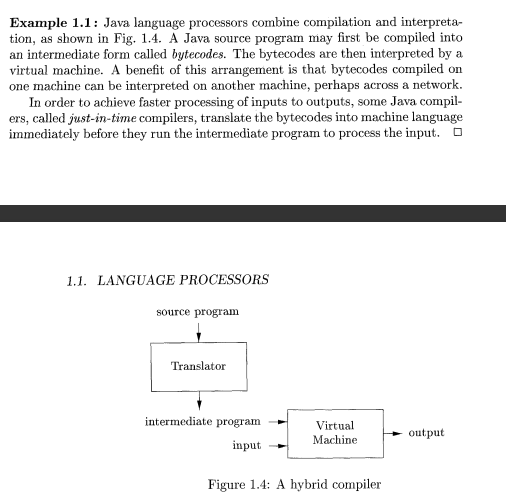 Example 1.1: Java language processors combine compilation and interpreta-
tion, as shown in Fig. 1.4. A Java source program may first be compiled into
an intermediate form called bytecodes. The bytecodes are then interpreted by a
virtual machine. A benefit of this arrangement is that bytecodes compiled on
one machine can be interpreted on another machine, perhaps across a network.
In order to achieve faster processing of inputs to outputs, some Java compil-
ers, called just-in-time compilers, translate the bytecodes into machine language
immediately before they run the intermediate program to process the input. □
1.1. LANGUAGE PROCESSORS
source program
Translator
intermediate program
input
Virtual
Machine
output
Figure 1.4: A hybrid compiler